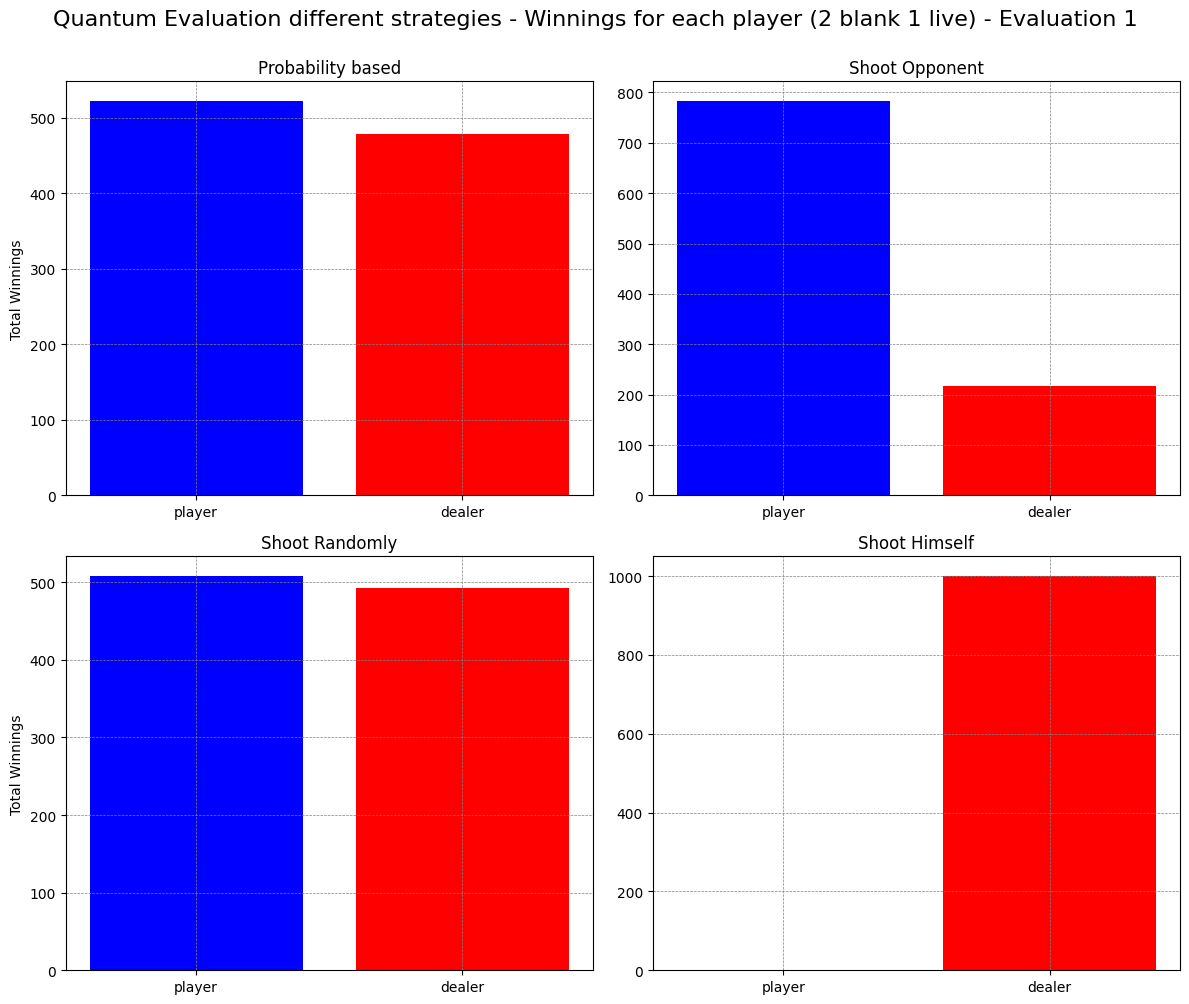 Quantum Evaluation different strategies - Winnings for each player (2 blank 1 live) - Evaluation 1
Probability based
Total Winnings
500
400
300
200
100
0
player
dealer
Shoot Opponent
800
700
600
500
400
300
200
100
0
player
dealer
Shoot Randomly
Total Winnings
500
400
300
200
100
0
player
dealer
Shoot Himself
1000
800
600
400
200
0
player
dealer